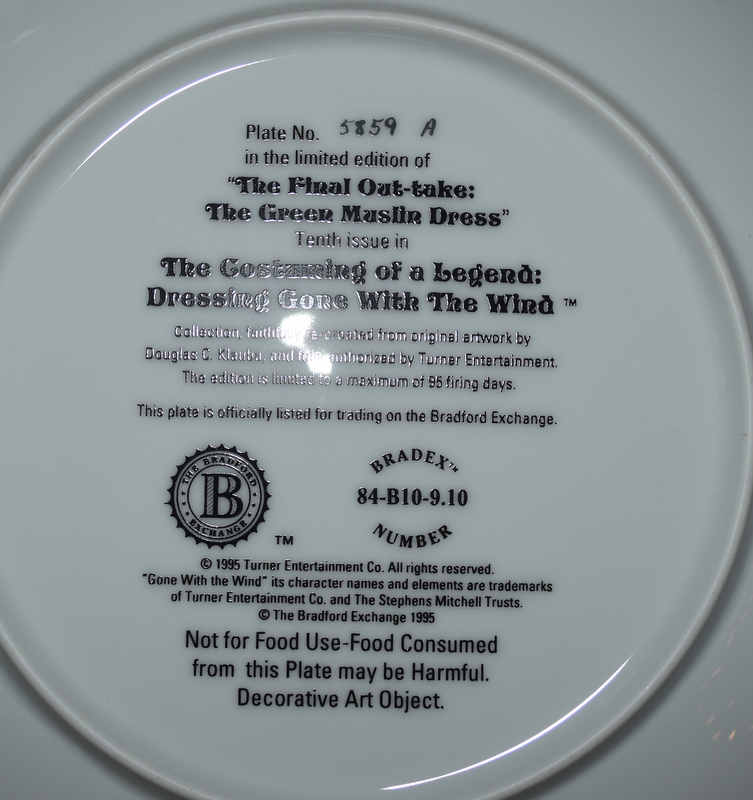 Plate No. 5859 A
in the limited edition of
"The Final Out-take:
The Green Muslin Dress"
Tenth issue in
The Costuming of a Legend:
Dressing Gone With The Wind ™
Collection, faithfully re-created from original artwork by
Douglas C. Klauba, and fully authorized by Turner Entertainment.
The edition is limited to a maximum of 95 firing days.
This plate is officially listed for trading on the Bradford Exchange.
THE BRADFORD
B
EXCHANGE
TM
BRADEX™
84-B10-9.10
NUMBER
© 1995 Turner Entertainment Co. All rights reserved.
"Gone With the Wind" its character names and elements are trademarks
of Turner Entertainment Co. and The Stephens Mitchell Trusts.
© The Bradford Exchange 1995
Not for Food Use-Food Consumed
from this Plate may be Harmful.
Decorative Art Object.